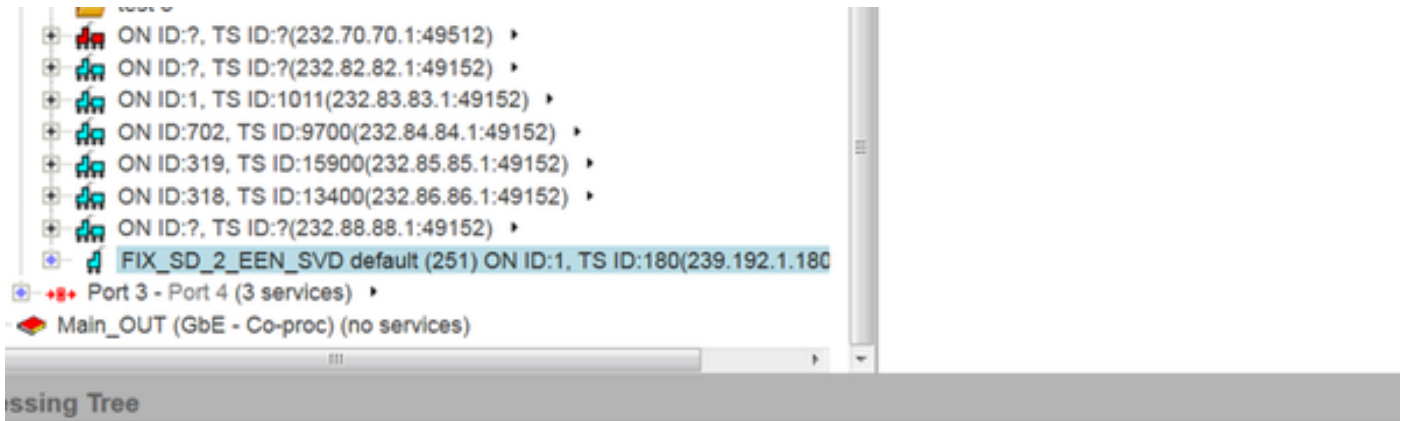 ON ID:?, TS ID:?(232.70.70.1:49512)
ON ID:?, TS ID:?(232.82.82.1:49152)
ON ID:1, TS ID:1011(232.83.83.1:49152)
ON ID:702, TS ID:9700(232.84.84.1:49152)
ON ID:319, TS ID:15900(232.85.85.1:49152)
ON ID:318, TS ID:13400(232.86.86.1:49152)
ON ID:?, TS ID:?(232.88.88.1:49152)
FIX_SD_2_EEN_SVD default (251) ON ID:1, TS ID:180(239.192.1.180
Port 3 - Port 4 (3 services)
Main_OUT (GbE - Co-proc) (no services)
essing Tree